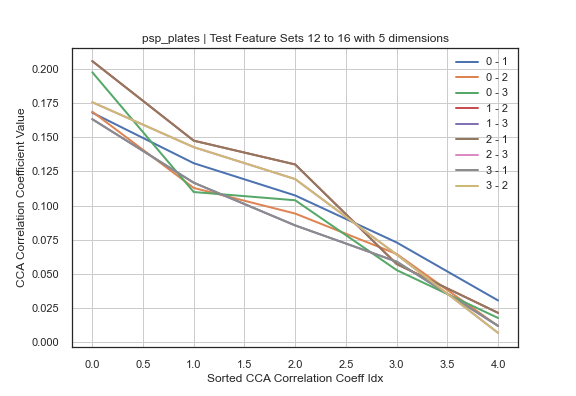 psp_plates | Test Feature Sets 12 to 16 with 5 dimensions
CCA Correlation Coefficient Value
0.200
0.175
0.150
0.125
0.100
0.075
0.050
0.025
0.000
0 - 1
0 - 2
0 - 3
1 - 2
1 - 3
2 - 1
2 - 3
3 - 1
3 - 2
0.0 0.5 1.0 1.5 2.0 2.5 3.0 3.5 4.0
Sorted CCA Correlation Coeff Idx